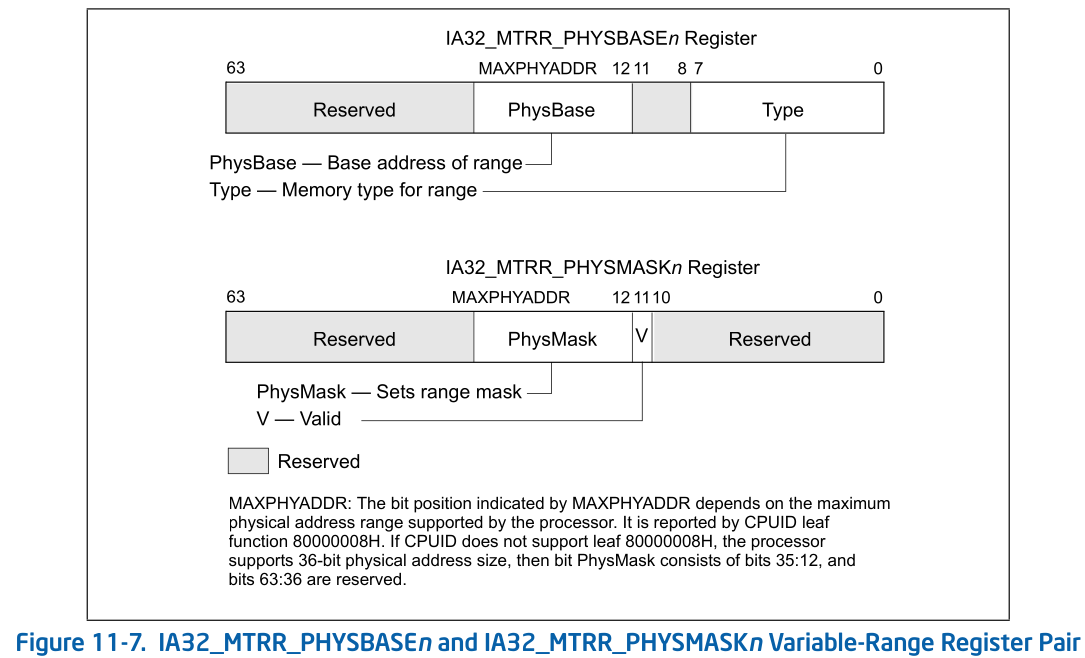 IA32_MTRR_PHYSBASEn Register
63 MAXPHYADDR 12 11 8 7 0
Reserved PhysBase Type
PhysBase — Base address of range
Type — Memory type for range
IA32_MTRR_PHYSMASKn Register
63 MAXPHYADDR 12 11 10 0
Reserved PhysMask V Reserved
PhysMask — Sets range mask
V — Valid
Reserved
MAXPHYADDR: The bit position indicated by MAXPHYADDR depends on the maximum
physical address range supported by the processor. It is reported by CPUID leaf
function 80000008H. If CPUID does not support leaf 80000008H, the processor
supports 36-bit physical address size, then bit PhysMask consists of bits 35:12, and
bits 63:36 are reserved.
Figure 11-7. IA32_MTRR_PHYSBASEn and IA32_MTRR_PHYSMASKn Variable-Range Register Pair